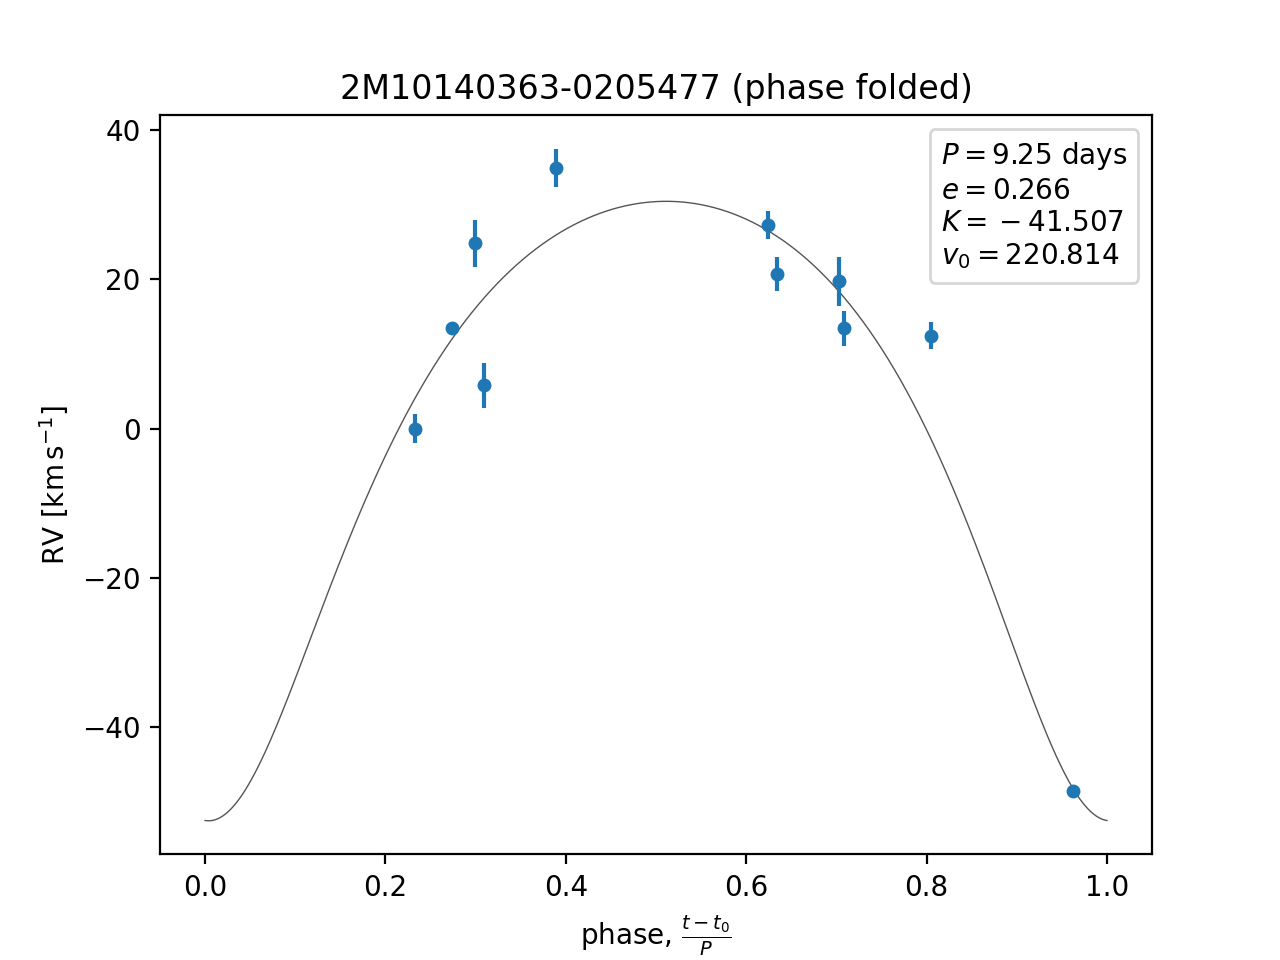 2M10140363-0205477 (phase folded)
P = 9.25 days
e = 0.266
K = −41.507
v₀ = 220.814
RV [km s⁻¹]
40
20
0
−20
−40
0.0 0.2 0.4 0.6 0.8 1.0
phase, (t − t₀)/P